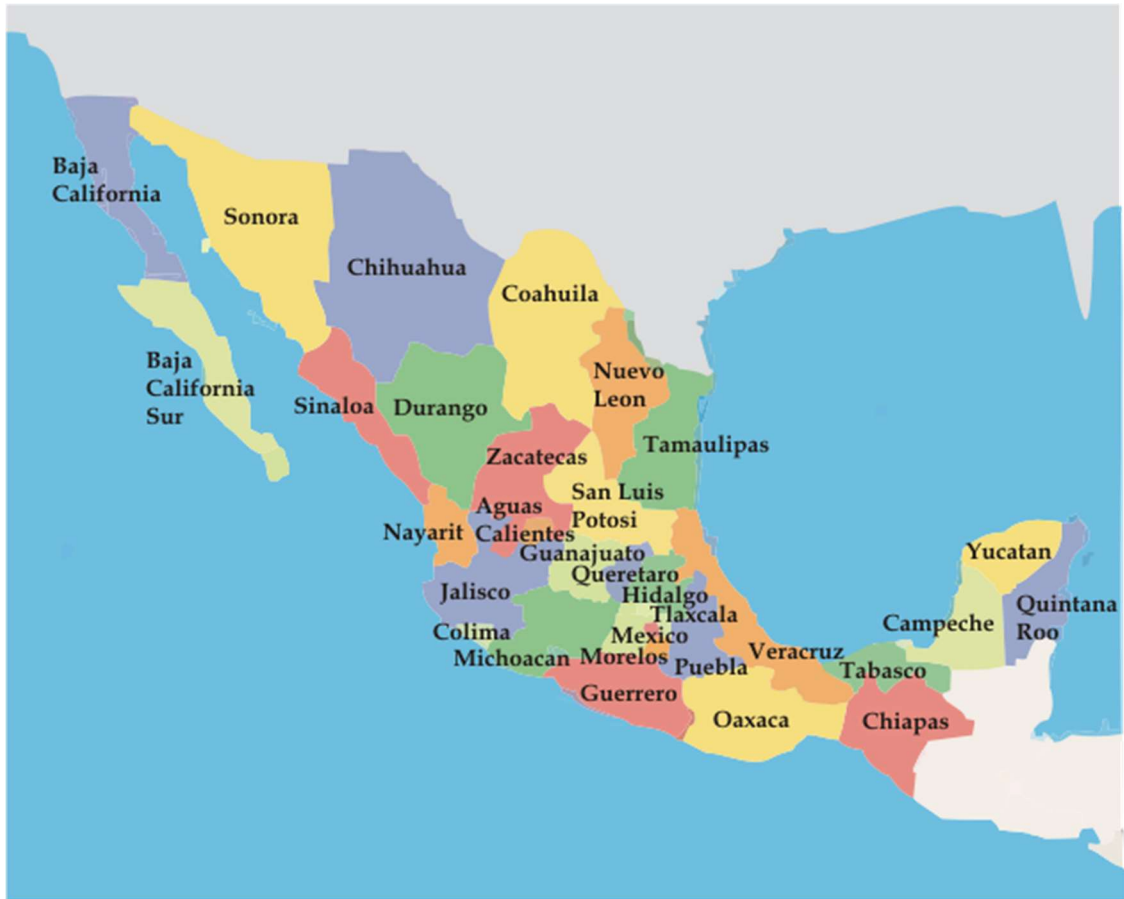 Baja
California
Sonora
Chihuahua
Coahuila
Baja
California
Sur
Nuevo
Leon
Sinaloa
Durango
Tamaulipas
Zacatecas
San Luis
Potosi
Aguas
Calientes
Nayarit
Guanajuato
Queretaro
Jalisco
Hidalgo
Tlaxcala
Colima
Mexico
Michoacan
Morelos
Puebla
Veracruz
Guerrero
Oaxaca
Tabasco
Chiapas
Campeche
Yucatan
Quintana
Roo